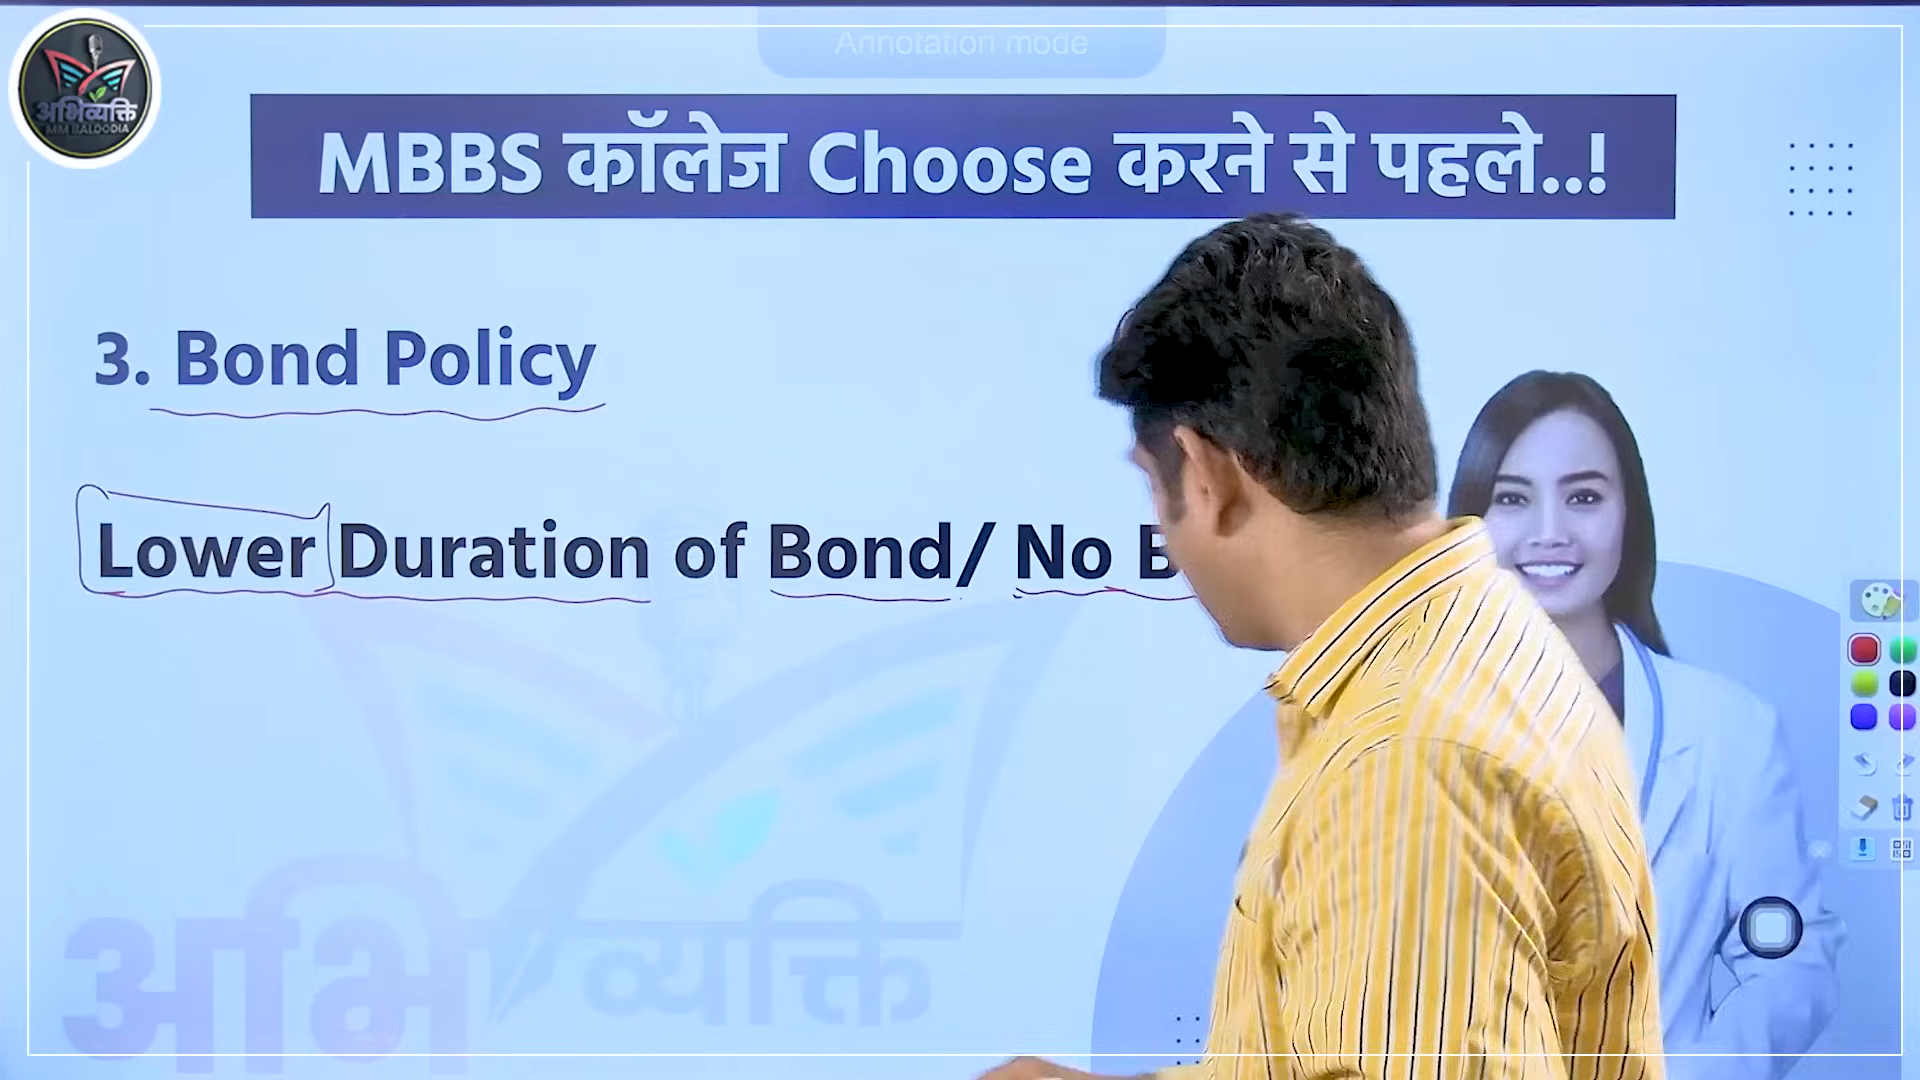 Annotation mode
अभिव्यक्ति
MM BALDODIA
MBBS कॉलेज Choose करने से पहले..!
3. Bond Policy
Lower Duration of Bond/ No
अभिव्यक्ति